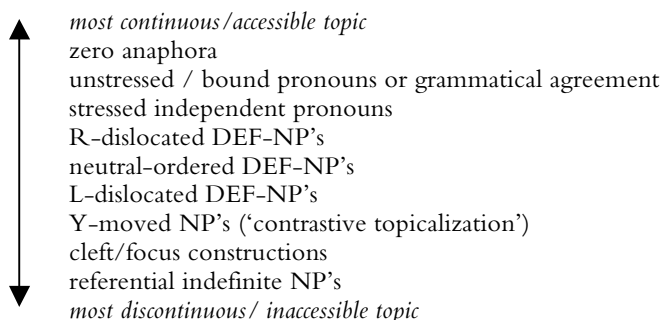 most continuous/accessible topic
zero anaphora
unstressed / bound pronouns or grammatical agreement
stressed independent pronouns
R-dislocated DEF-NP's
neutral-ordered DEF-NP's
L-dislocated DEF-NP's
Y-moved NP's (‘contrastive topicalization’)
cleft/focus constructions
referential indefinite NP's
most discontinuous/ inaccessible topic